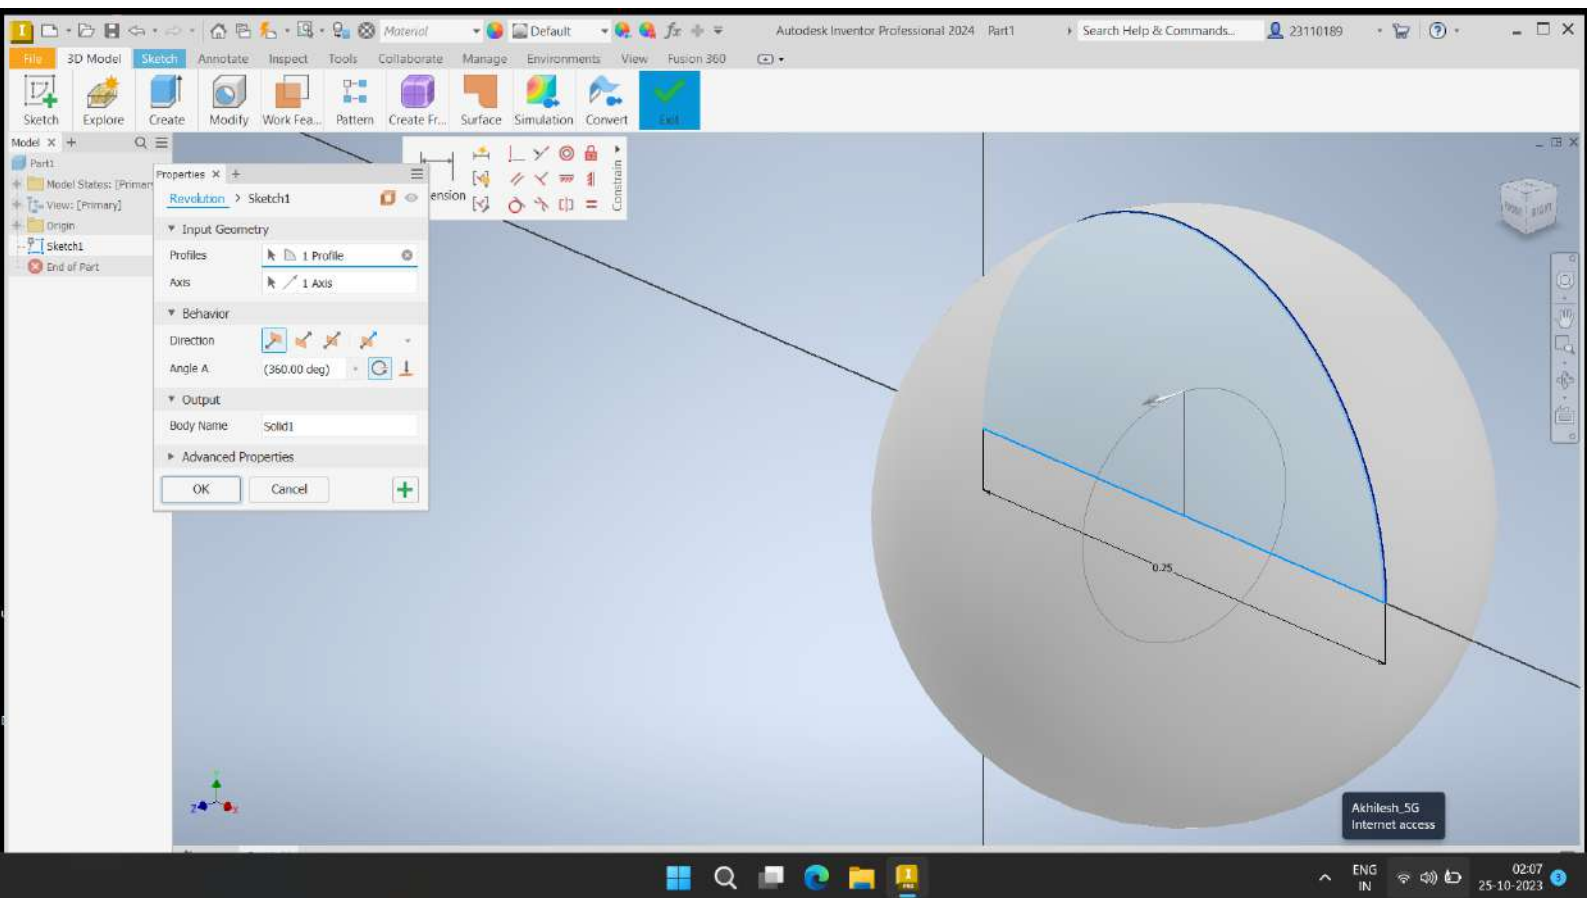 Material
Default
Autodesk Inventor Professional 2024 Part1
Search Help & Commands...
23110189
File 3D Model Sketch Annotate Inspect Tools Collaborate Manage Environments View Fusion 360
Sketch Explore Create Modify Work Fea... Pattern Create Fr... Surface Simulation Convert Exit
Model × +
Part1
Model States: [Primary
View: [Primary]
Origin
Sketch1
End of Part
Properties × +
Revolution > Sketch1
Input Geometry
Profiles 1 Profile
Axis 1 Axis
Behavior
Direction
Angle A (360.00 deg)
Output
Body Name Solid1
Advanced Properties
OK Cancel
ension
Constrain
RIGHT
0.25
Z X
Akhilesh_5G
Internet access
ENG
IN
02:07
25-10-2023
3